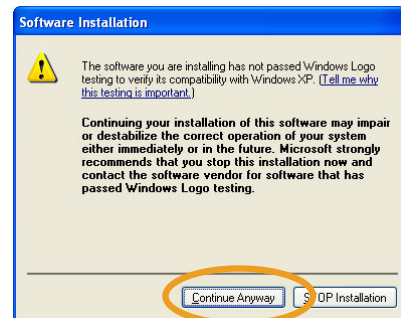 Software Installation
The software you are installing has not passed Windows Logo
testing to verify its compatibility with Windows XP. (Tell me why
this testing is important.)
Continuing your installation of this software may impair
or destabilize the correct operation of your system
either immediately or in the future. Microsoft strongly
recommends that you stop this installation now and
contact the software vendor for software that has
passed Windows Logo testing.
Continue Anyway STOP Installation